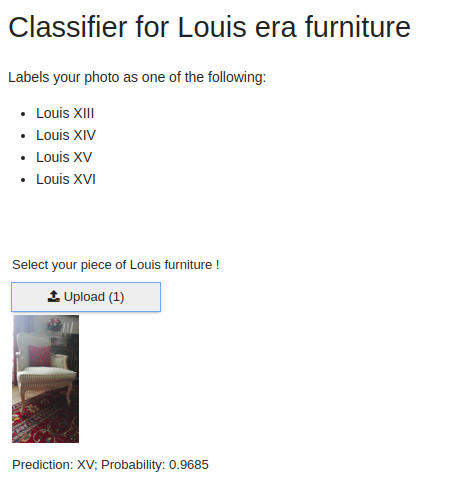 Classifier for Louis era furniture
Labels your photo as one of the following:
Louis XIII
Louis XIV
Louis XV
Louis XVI
Select your piece of Louis furniture !
Upload (1)
Prediction: XV; Probability: 0.9685